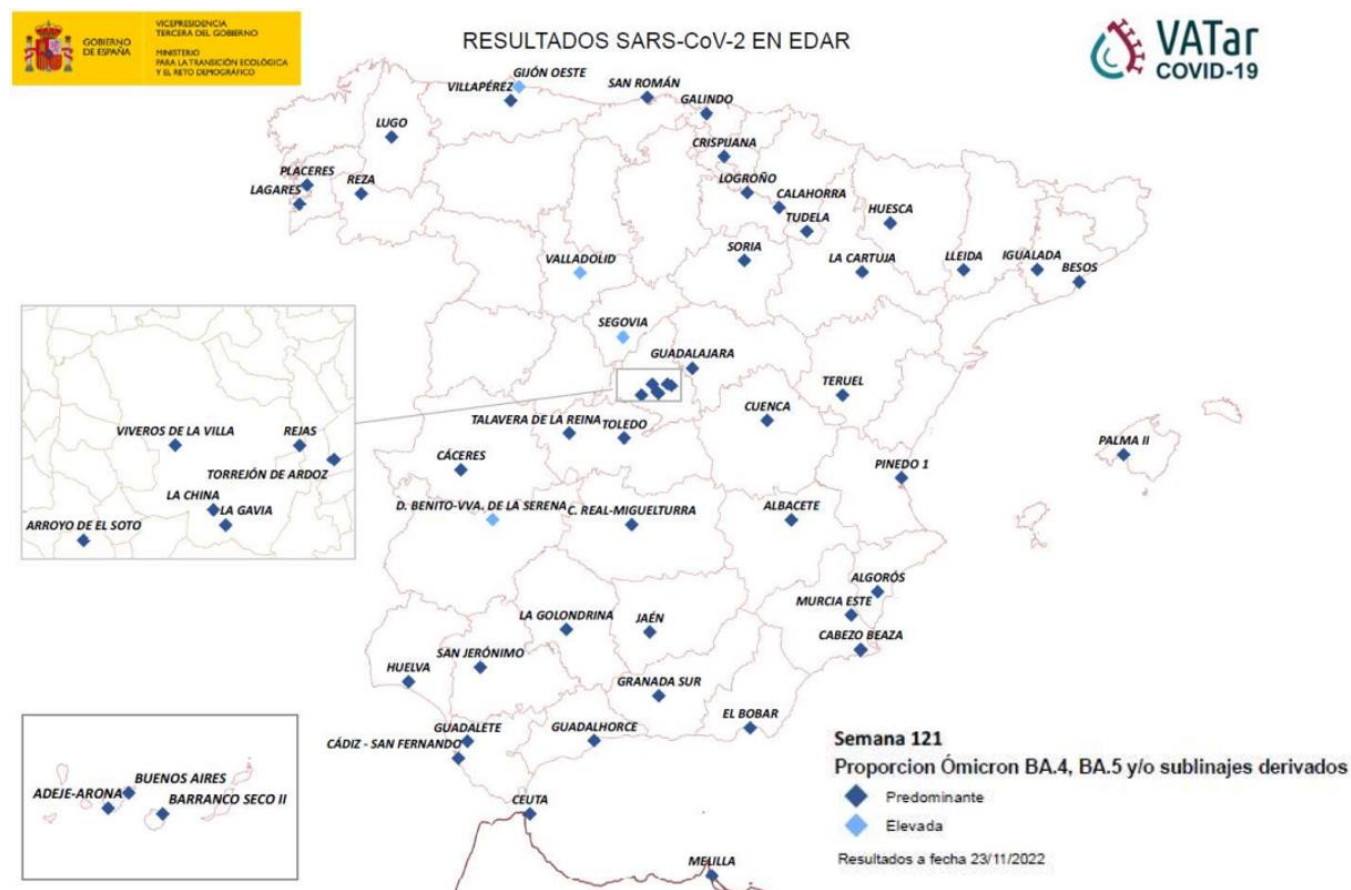 GOBIERNO
DE ESPAÑA
VICEPRESIDENCIA
TERCERA DEL GOBIERNO
MINISTERIO
PARA LA TRANSICIÓN ECOLÓGICA
Y EL RETO DEMOGRÁFICO
RESULTADOS SARS-CoV-2 EN EDAR
VATar
COVID-19
GIJÓN OESTE
VILLAPÉREZ
SAN ROMÁN
GALINDO
LUGO
CRISPIJANA
PLACERES
REZA
LAGARES
LOGROÑO
CALAHORRA
TUDELA
HUESCA
SORIA
VALLADOLID
LA CARTUJA
LLEIDA
IGUALADA
BESOS
SEGOVIA
GUADALAJARA
TERUEL
CUENCA
TALAVERA DE LA REINA
TOLEDO
VIVEROS DE LA VILLA
REJAS
TORREJÓN DE ARDOZ
LA CHINA
LA GAVIA
ARROYO DE EL SOTO
PALMA II
CÁCERES
PINEDO 1
D. BENITO-VVA. DE LA SERENA
C. REAL-MIGUELTURRA
ALBACETE
ALGORÓS
MURCIA ESTE
CABEZO BEAZA
LA GOLONDRINA
JAÉN
SAN JERÓNIMO
HUELVA
GRANADA SUR
EL BOBAR
GUADALETE
GUADALHORCE
CÁDIZ - SAN FERNANDO
BUENOS AIRES
ADEJE-ARONA
BARRANCO SECO II
CEUTA
MELILLA
Semana 121
Proporcion Ómicron BA.4, BA.5 y/o sublinajes derivados
Predominante
Elevada
Resultados a fecha 23/11/2022